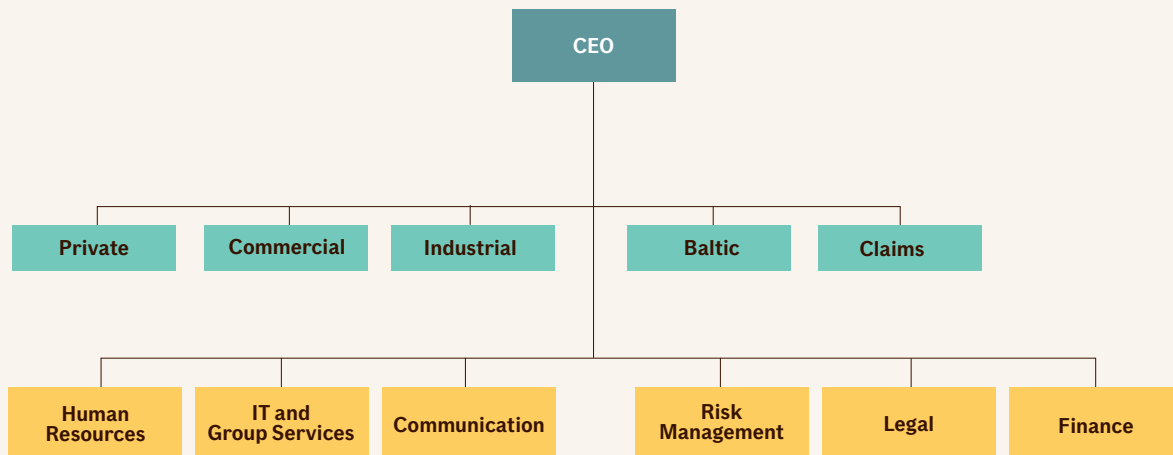 CEO
Private
Commercial
Industrial
Baltic
Claims
Human
Resources
IT and
Group Services
Communication
Risk
Management
Legal
Finance